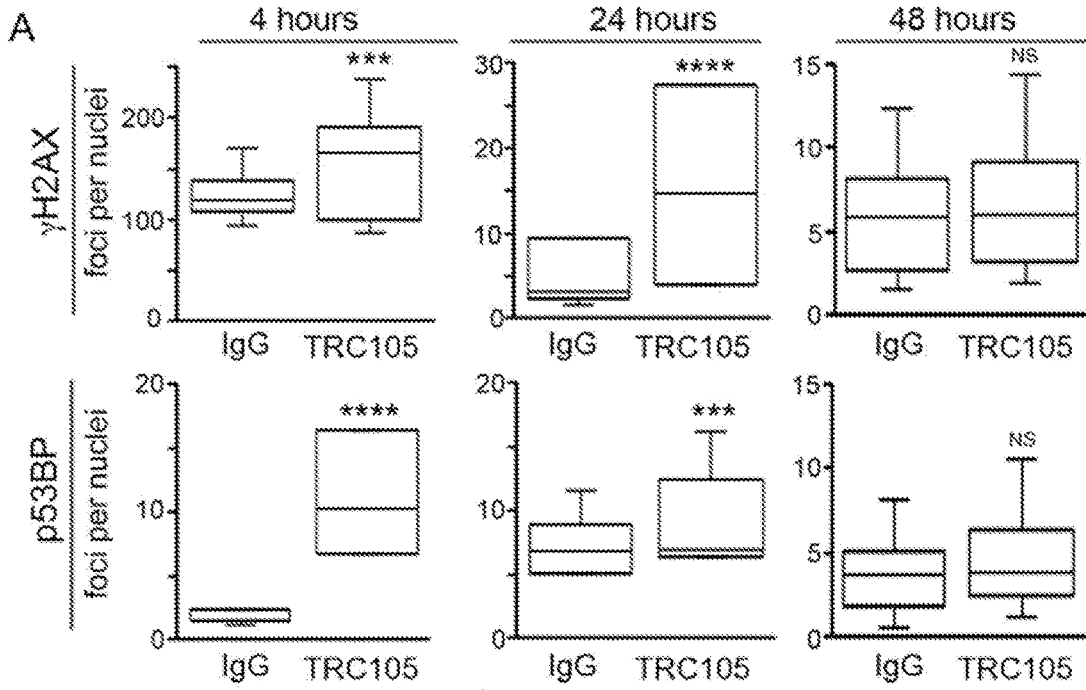 A
4 hours
24 hours
48 hours
γH2AX
foci per nuclei
250
200
100
0
***
IgG
TRC105
30
20
10
0
****
IgG
TRC105
15
10
5
0
NS
IgG
TRC105
p53BP
foci per nuclei
20
10
0
****
IgG
TRC105
20
10
0
***
IgG
TRC105
15
10
5
0
NS
IgG
TRC105